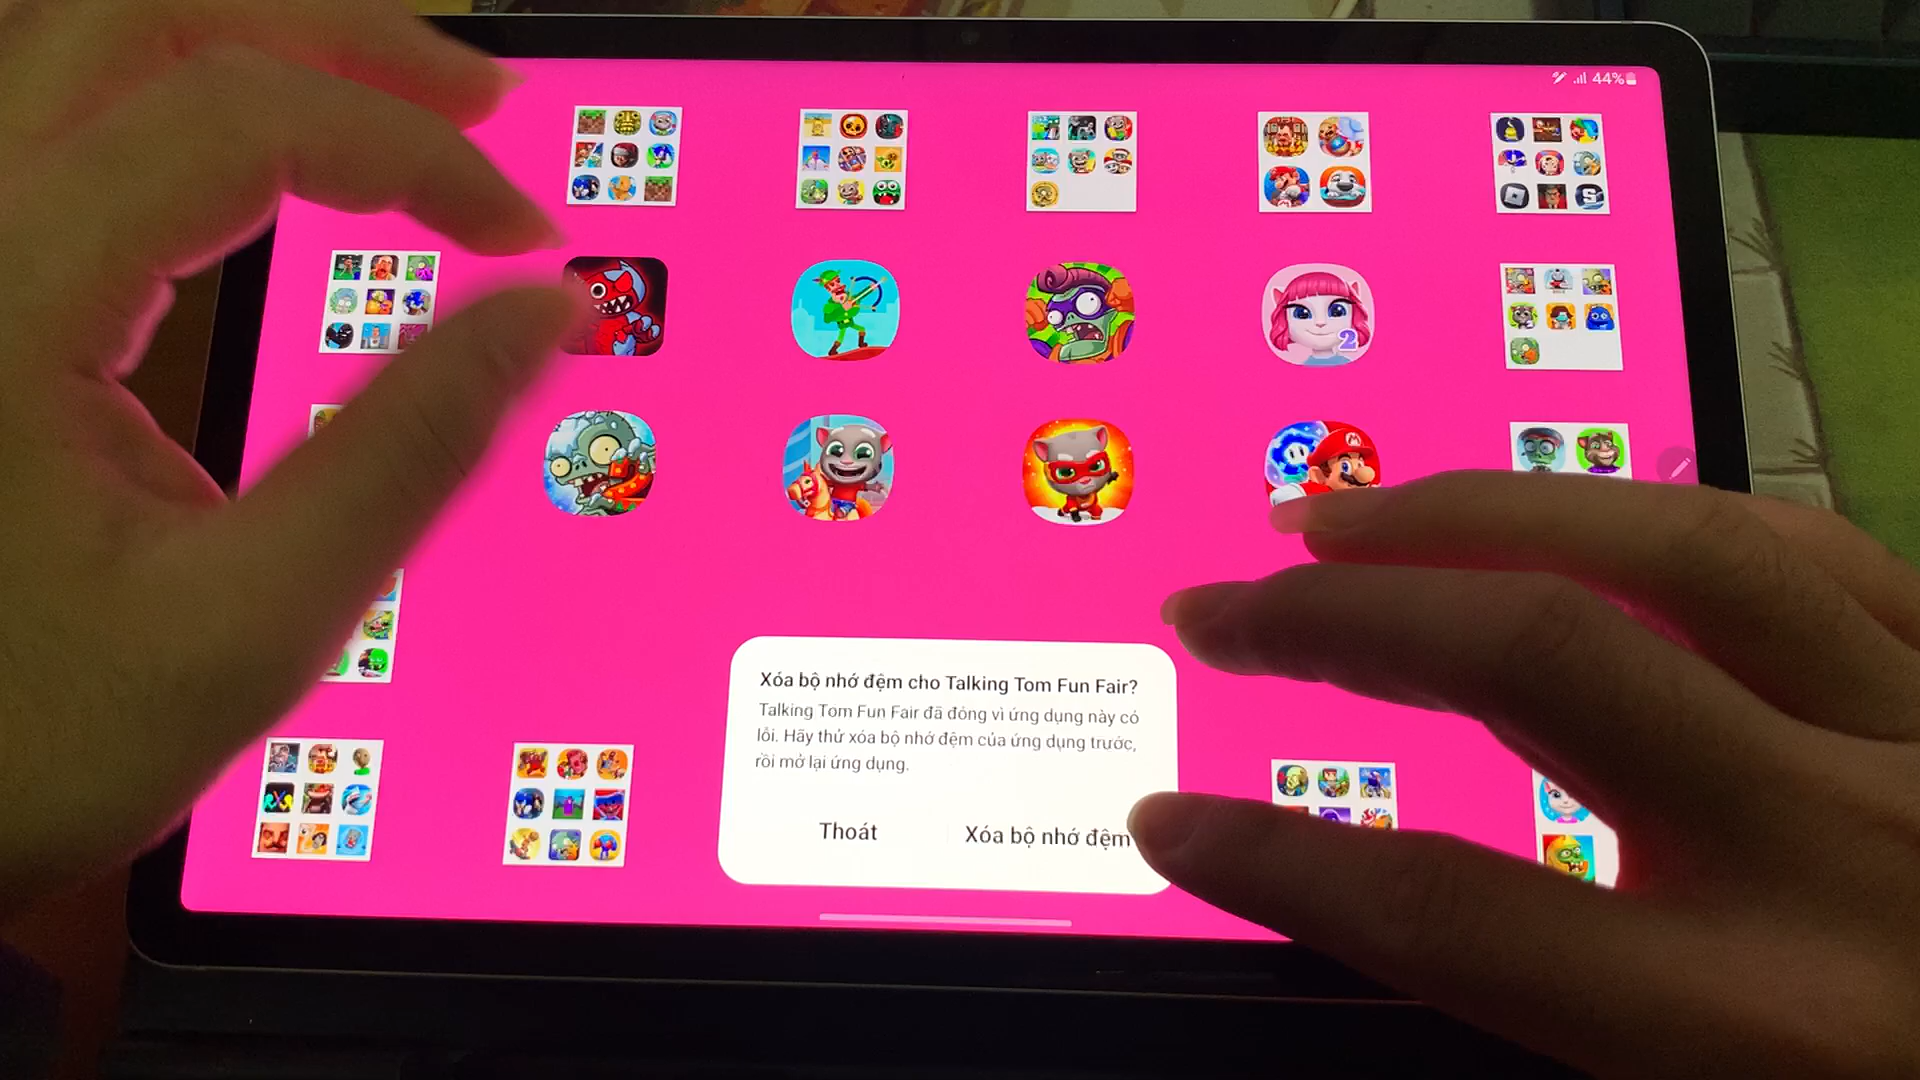 44%
2
M
Xóa bộ nhớ đệm cho Talking Tom Fun Fair?
Talking Tom Fun Fair đã đóng vì ứng dụng này có
lỗi. Hãy thử xóa bộ nhớ đệm của ứng dụng trước,
rồi mở lại ứng dụng.
Thoát
Xóa bộ nhớ đệm